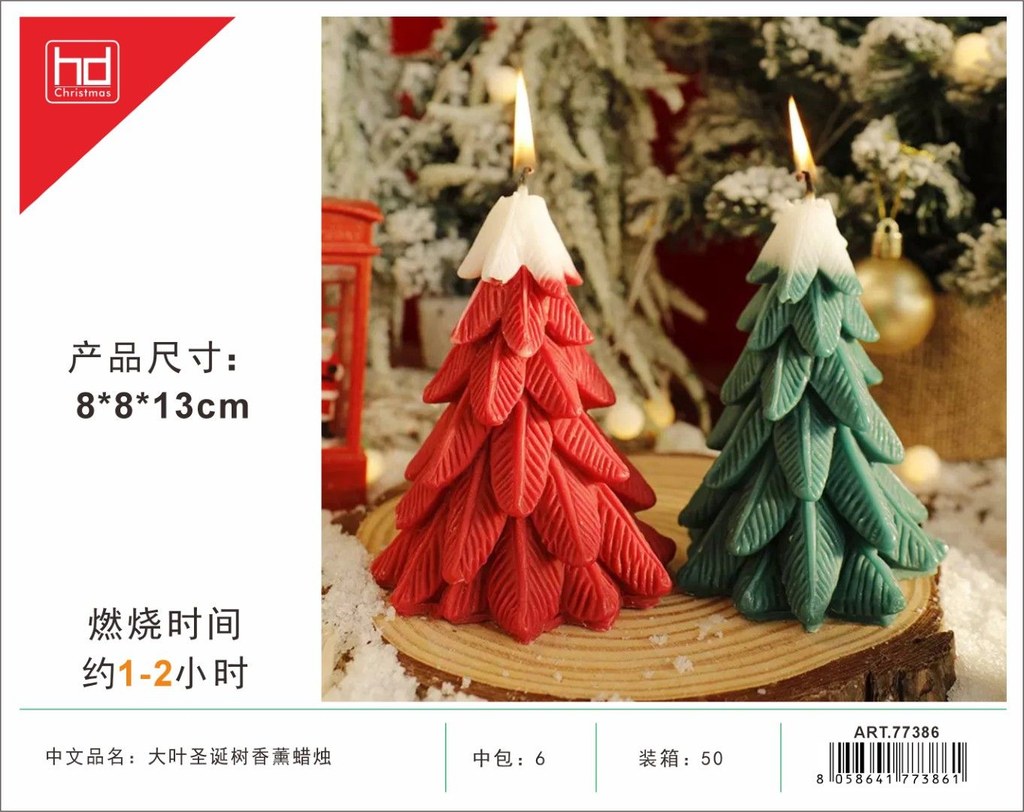 hd
Christmas
产品尺寸:
8*8*13cm
燃烧时间
约1-2小时
中文品名: 大叶圣诞树香薰蜡烛
中包: 6
装箱: 50
ART.77386
8 058641 773861